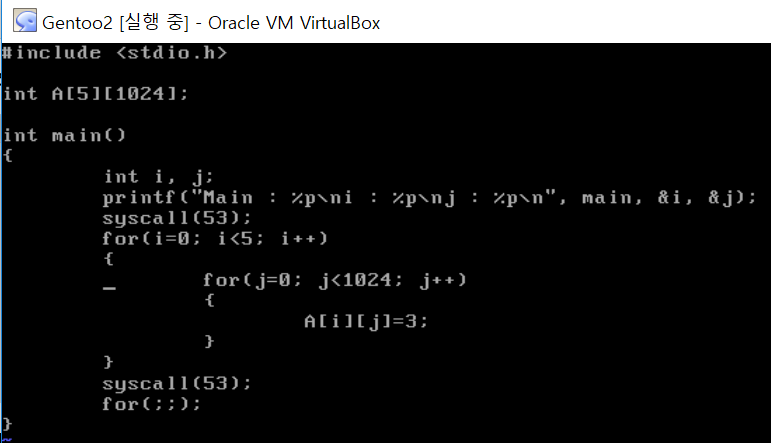 Gentoo2 [실행 중] - Oracle VM VirtualBox
#include <stdio.h>
int A[5][1024];
int main()
{
int i, j;
printf("Main : %p\ni : %p\nj : %p\n", main, &i, &j);
syscall(53);
for(i=0; i<5; i++)
{
_ for(j=0; j<1024; j++)
{
A[i][j]=3;
}
}
syscall(53);
for(;;);
}
~